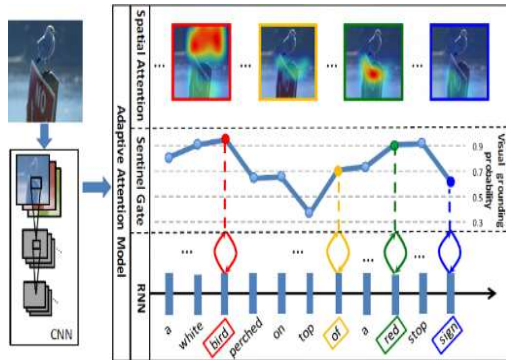 Adaptive Attention Model
Spatial Attention
... ... ...
Sentinel Gate
0.9
0.7
0.5
0.3
Visual grounding
probability
RNN
... ... ... ...
a white bird perched on top of a red stop sign
CNN